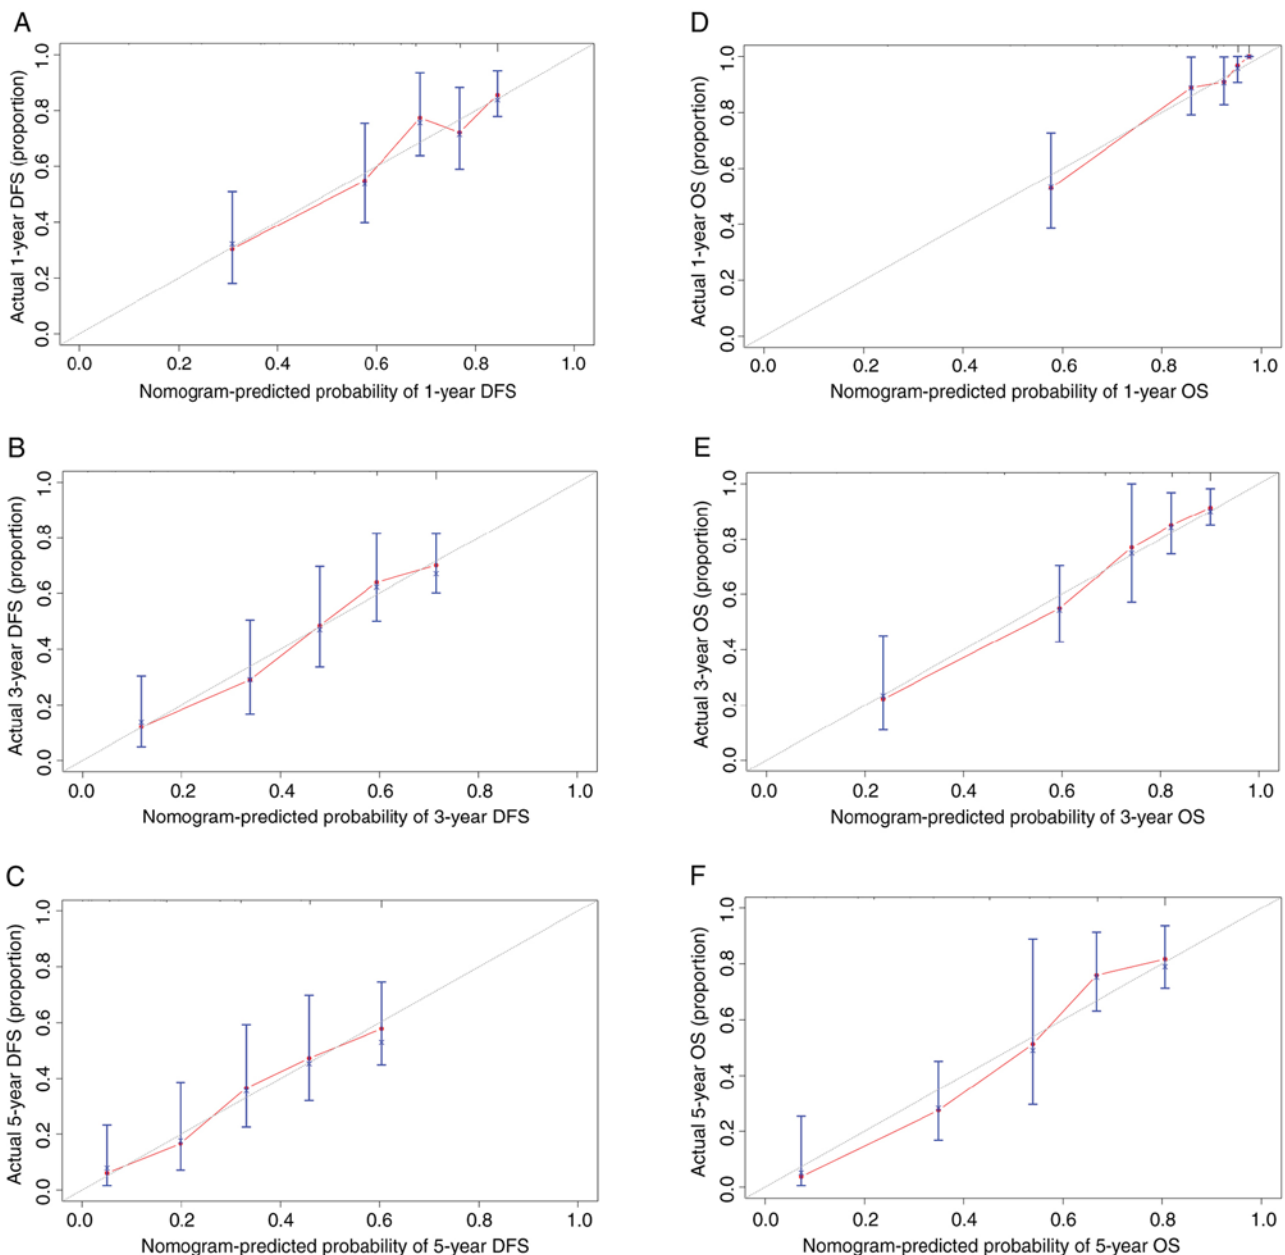 A
Actual 1-year DFS (proportion)
1.0
0.8
0.6
0.4
0.2
0.0
0.0 0.2 0.4 0.6 0.8 1.0
Nomogram-predicted probability of 1-year DFS
D
Actual 1-year OS (proportion)
1.0
0.8
0.6
0.4
0.2
0.0
0.0 0.2 0.4 0.6 0.8 1.0
Nomogram-predicted probability of 1-year OS
B
Actual 3-year DFS (proportion)
1.0
0.8
0.6
0.4
0.2
0.0
0.0 0.2 0.4 0.6 0.8 1.0
Nomogram-predicted probability of 3-year DFS
E
Actual 3-year OS (proportion)
1.0
0.8
0.6
0.4
0.2
0.0
0.0 0.2 0.4 0.6 0.8 1.0
Nomogram-predicted probability of 3-year OS
C
Actual 5-year DFS (proportion)
1.0
0.8
0.6
0.4
0.2
0.0
0.0 0.2 0.4 0.6 0.8 1.0
Nomogram-predicted probability of 5-year DFS
F
Actual 5-year OS (proportion)
1.0
0.8
0.6
0.4
0.2
0.0
0.0 0.2 0.4 0.6 0.8 1.0
Nomogram-predicted probability of 5-year OS